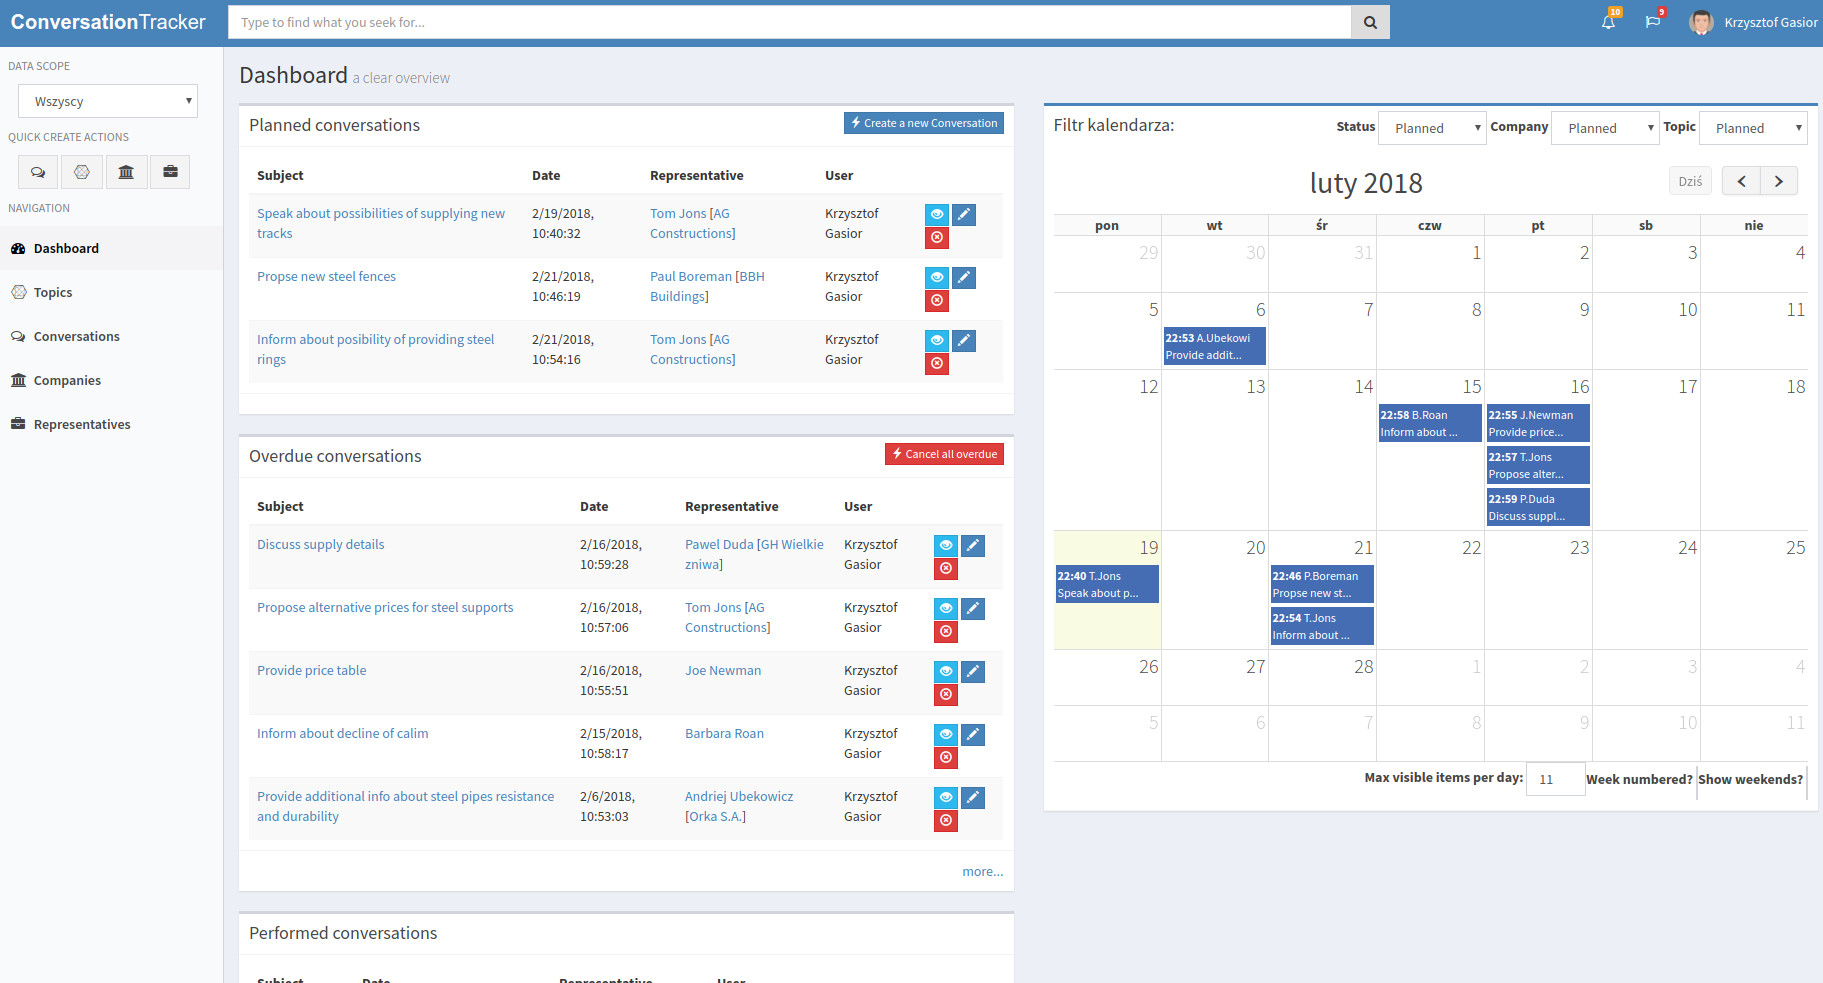 ConversationTracker
Type to find what you seek for...
10
9
Krzysztof Gasior
DATA SCOPE
Wszyscy
QUICK CREATE ACTIONS
NAVIGATION
Dashboard
Topics
Conversations
Companies
Representatives
Dashboard a clear overview
Planned conversations
Create a new Conversation
Subject Date Representative User
Speak about possibilities of supplying new 2/19/2018, Tom Jons [AG Krzysztof
tracks 10:40:32 Constructions] Gasior
Propse new steel fences 2/21/2018, Paul Boreman [BBH Krzysztof
10:46:19 Buildings] Gasior
Inform about posibility of providing steel 2/21/2018, Tom Jons [AG Krzysztof
rings 10:54:16 Constructions] Gasior
Overdue conversations
Cancel all overdue
Subject Date Representative User
Discuss supply details 2/16/2018, Pawel Duda [GH Wielkie Krzysztof
10:59:28 zniwa] Gasior
Propose alternative prices for steel supports 2/16/2018, Tom Jons [AG Krzysztof
10:57:06 Constructions] Gasior
Provide price table 2/16/2018, Joe Newman Krzysztof
10:55:51 Gasior
Inform about decline of calim 2/15/2018, Barbara Roan Krzysztof
10:58:17 Gasior
Provide additional info about steel pipes resistance 2/6/2018, Andriej Ubekowicz Krzysztof
and durability 10:53:03 [Orka S.A.] Gasior
more...
Performed conversations
Subject Date Representative User
Filtr kalendarza:
Status Planned Company Planned Topic Planned
luty 2018
Dziś
pon wt śr czw pt sb nie
29 30 31 1 2 3 4
5 6 7 8 9 10 11
22:53 A.Ubekowi
Provide addit...
12 13 14 15 16 17 18
22:58 B.Roan
Inform about ...
22:55 J.Newman
Provide price...
22:57 T.Jons
Propose alter...
22:59 P.Duda
Discuss suppl...
19 20 21 22 23 24 25
22:40 T.Jons
Speak about p...
22:46 P.Boreman
Propse new st...
22:54 T.Jons
Inform about ...
26 27 28 1 2 3 4
5 6 7 8 9 10 11
Max visible items per day: 11 Week numbered? Show weekends?